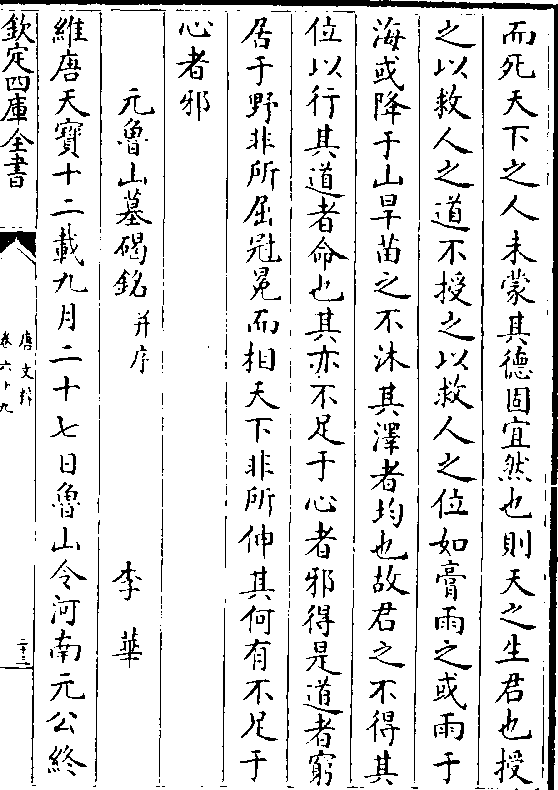 而死天下之人未蒙其德固宜然也則天之生君也授
之以救人之道不授之以救人之位如膏雨之或雨于
海或降于山旱苗之不沐其澤者均也故君之不得其
位以行其道者命也其亦不足于心者邪得是道者窮
居于野非所屈冠冕而相天下非所伸其何有不足于
心者邪
元魯山墓碣銘并序 李華
維唐天寶十二載九月二十七日魯山令河南元公終
欽定四庫全書
唐文粹
卷六十九
二十三